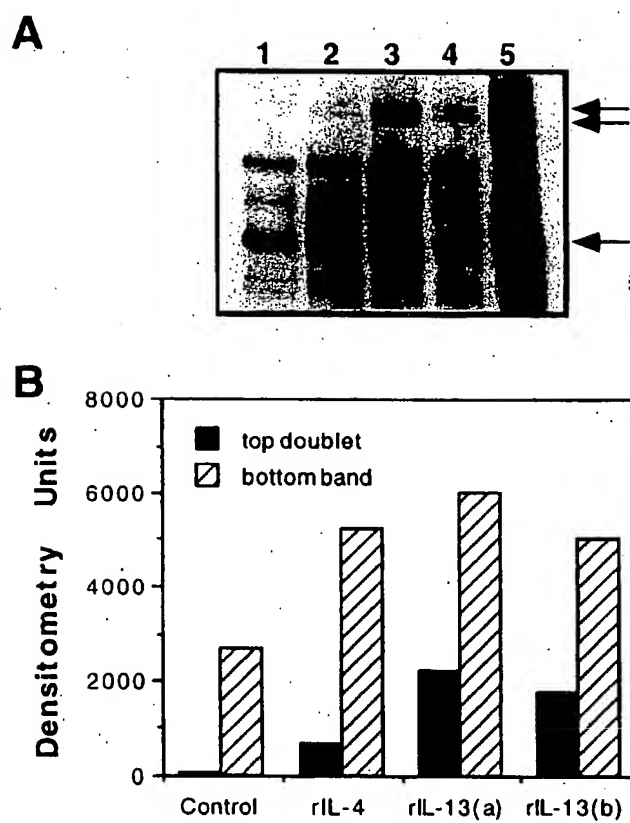 A
1 2 3 4 5
B
Densitometry Units
8000
6000
4000
2000
0
top doublet
bottom band
Control rIL-4 rIL-13(a) rIL-13(b)